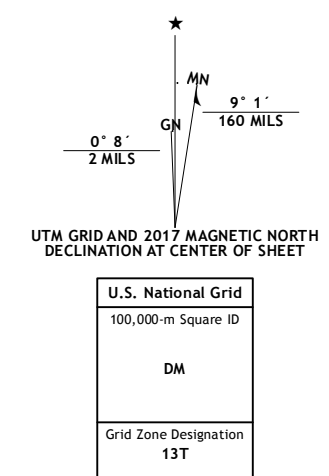 ★
MN
GN
9° 1´
160 MILS
0° 8´
2 MILS
UTM GRID AND 2017 MAGNETIC NORTH
DECLINATION AT CENTER OF SHEET
U.S. National Grid
100,000-m Square ID
DM
Grid Zone Designation
13T